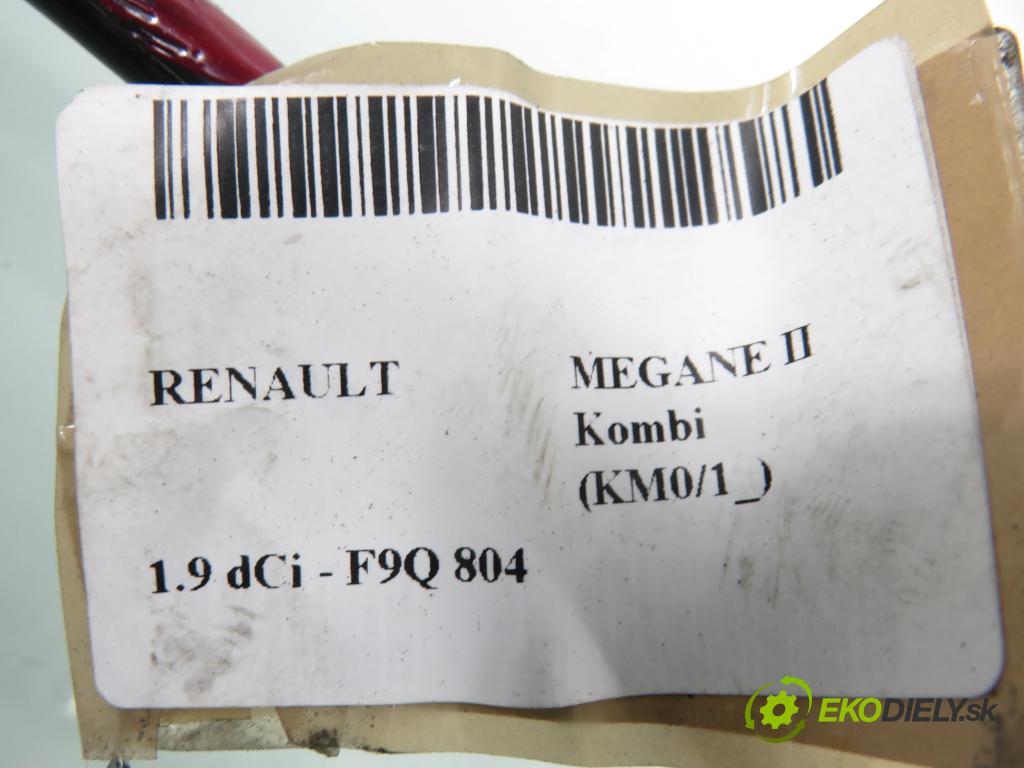 RENAULT
MEGANE II
Kombi
(KM0/1_)
1.9 dCi - F9Q 804
EKODIELY.sk